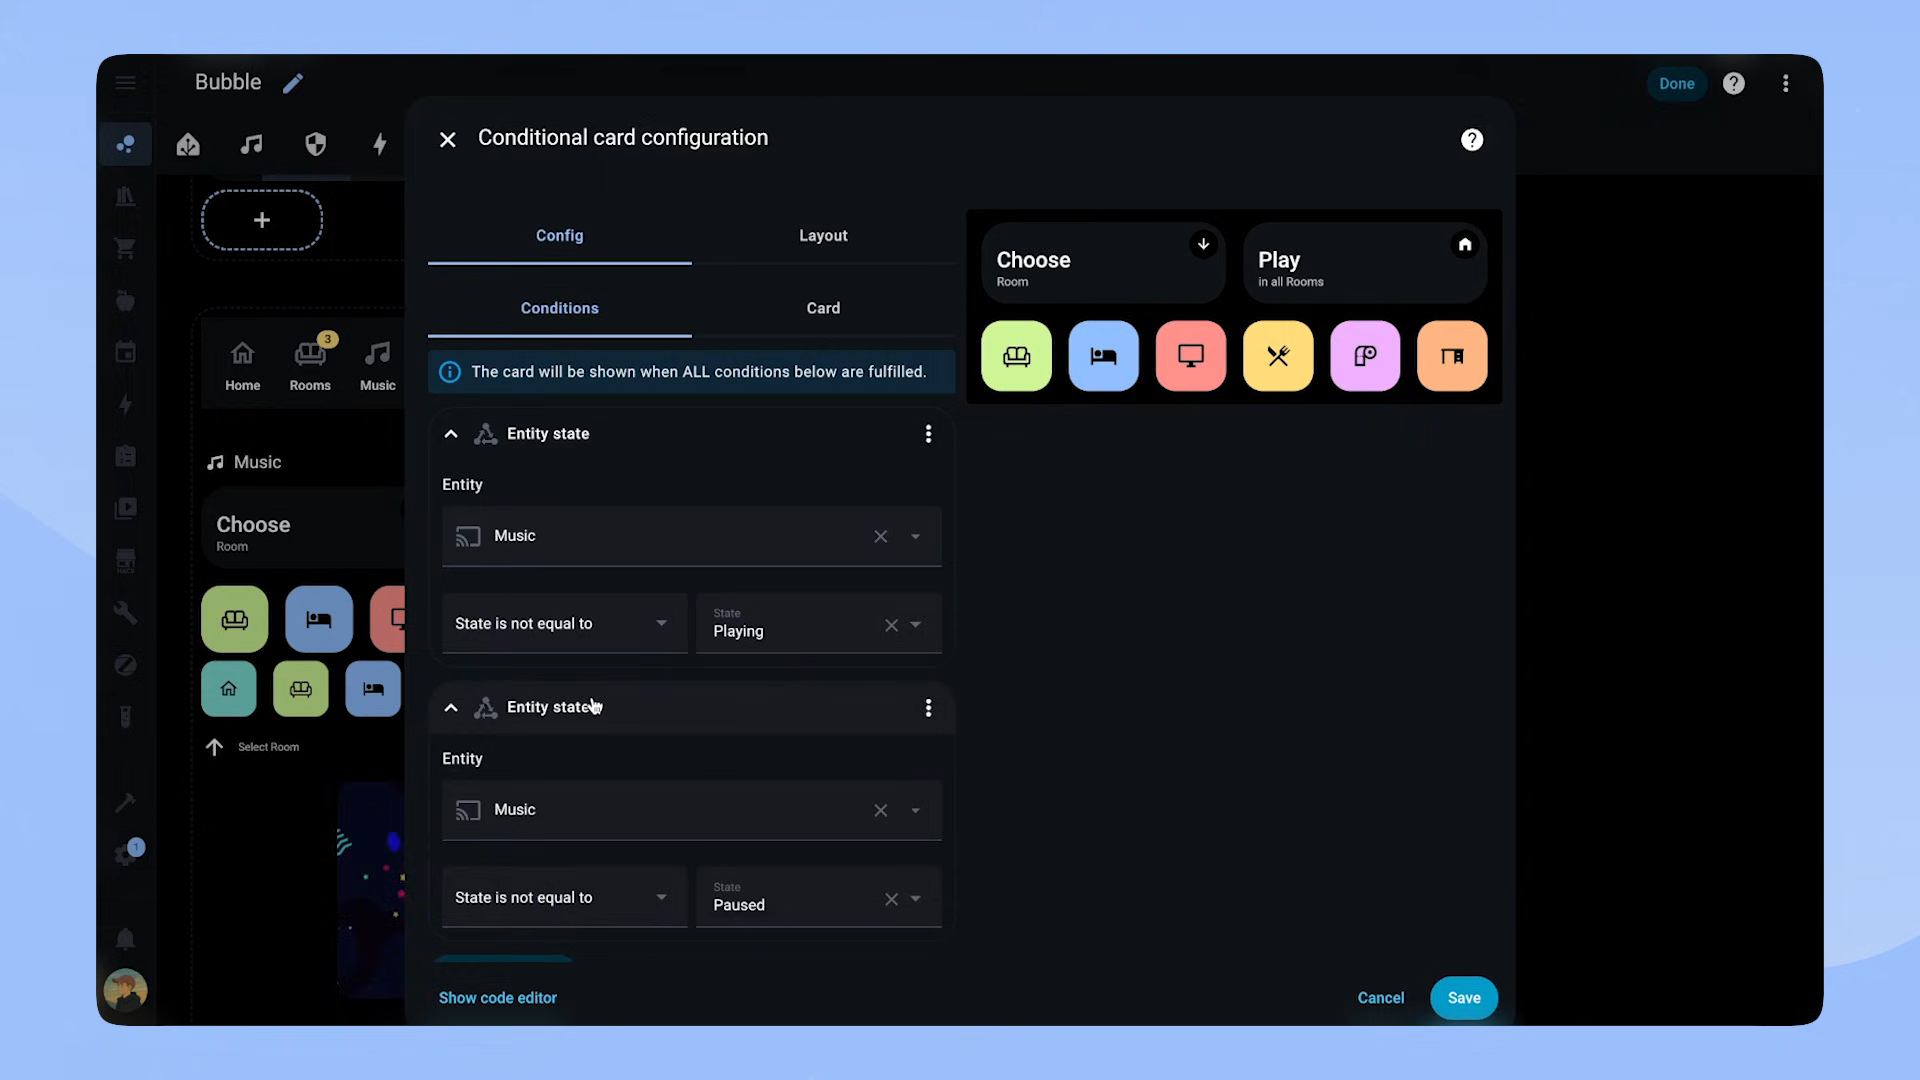 Bubble
Done
Conditional card configuration
Config
Layout
Conditions
Card
The card will be shown when ALL conditions below are fulfilled.
Choose
Room
Play
in all Rooms
3
Home
Rooms
Music
Entity state
Entity
Music
State is not equal to
State
Playing
Music
Choose
Room
Select Room
Entity state
Entity
Music
State is not equal to
State
Paused
HACS
1
Show code editor
Cancel
Save